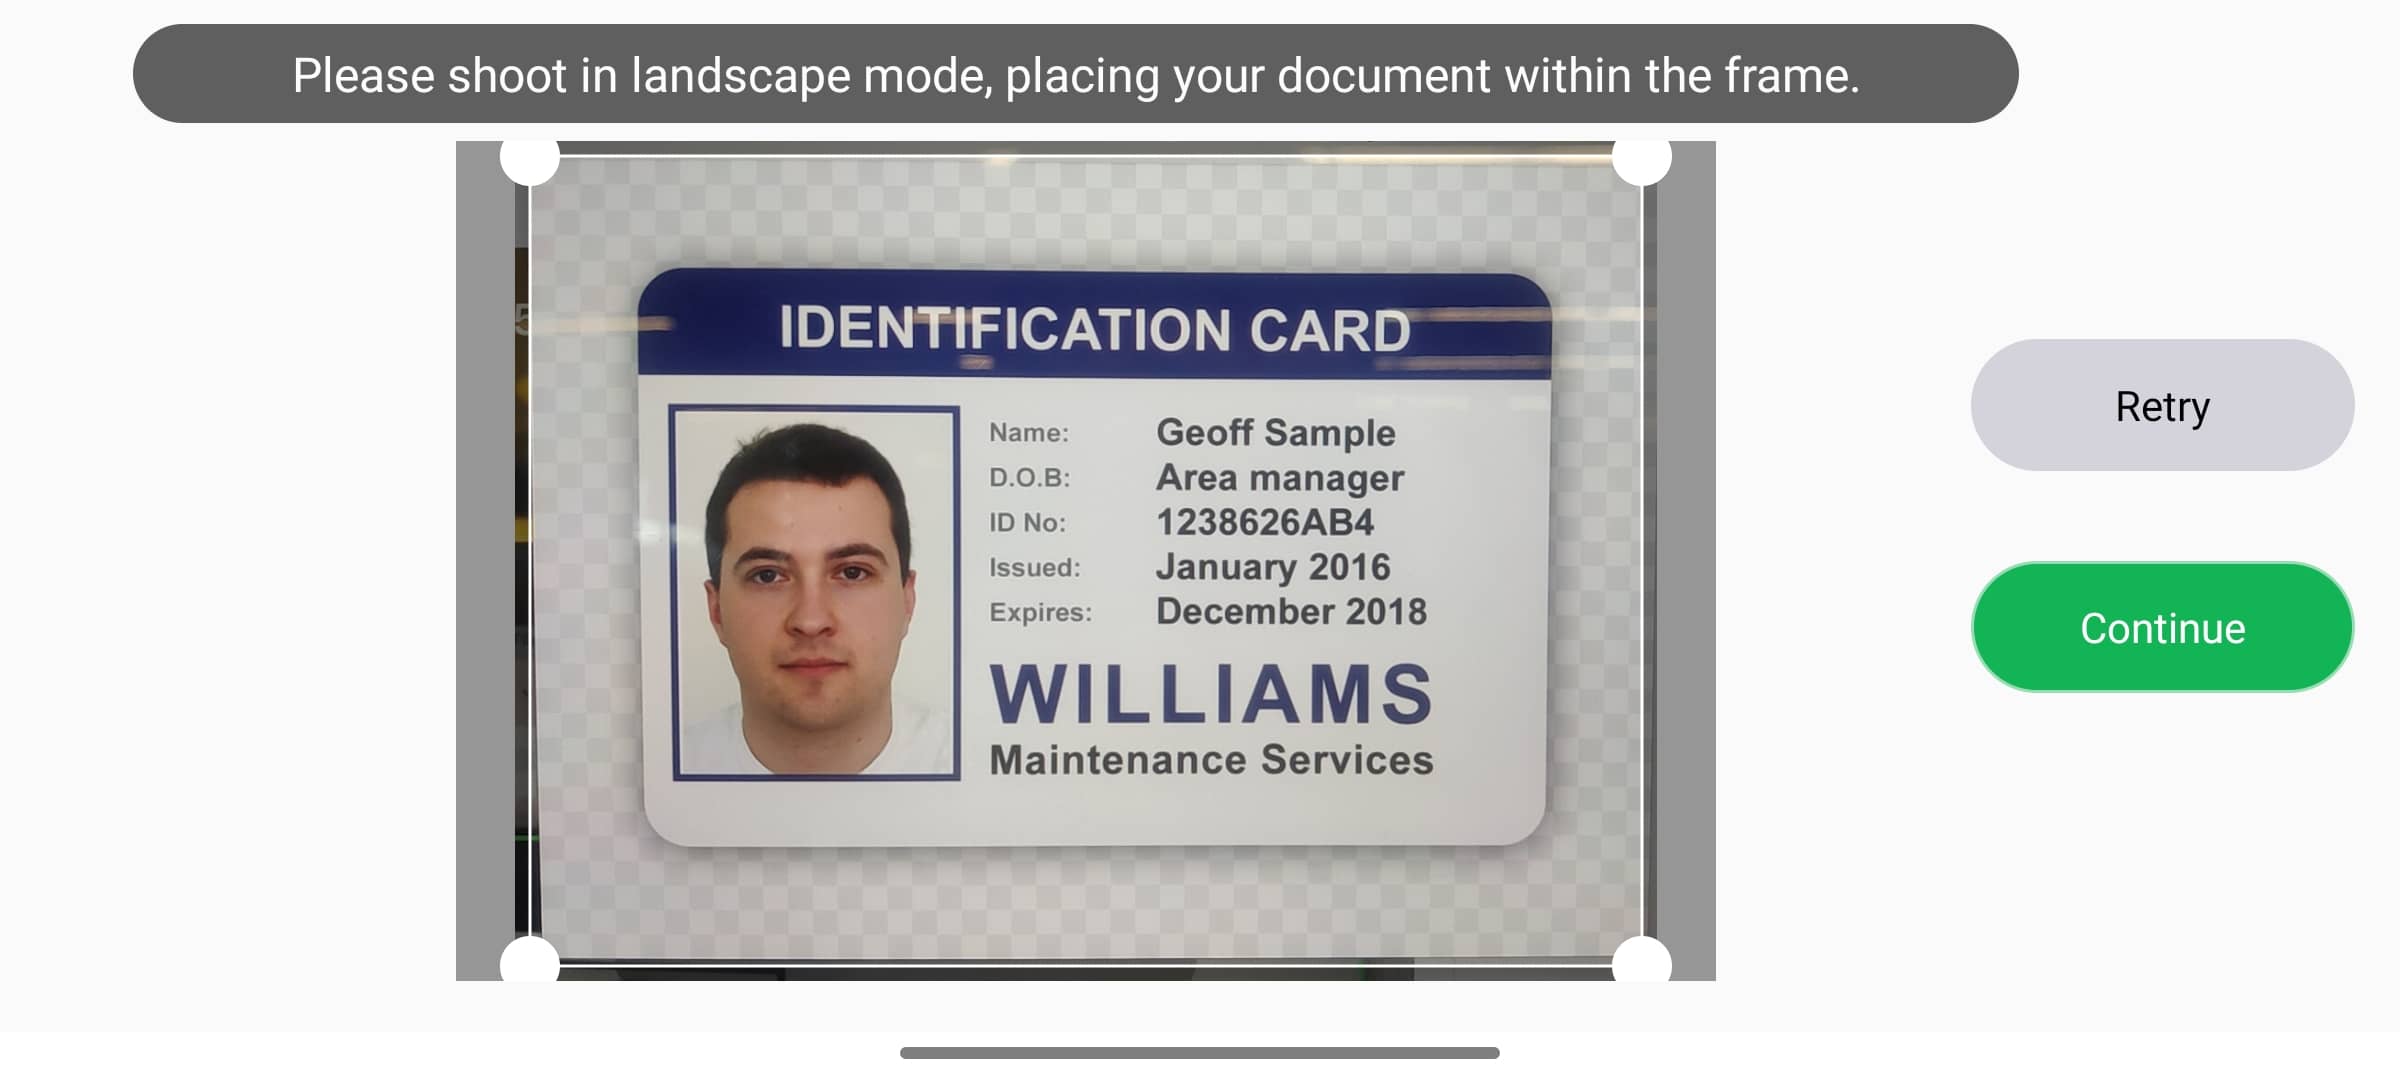 Please shoot in landscape mode, placing your document within the frame.
IDENTIFICATION CARD
Name: Geoff Sample
D.O.B: Area manager
ID No: 1238626AB4
Issued: January 2016
Expires: December 2018
WILLIAMS
Maintenance Services
Retry
Continue